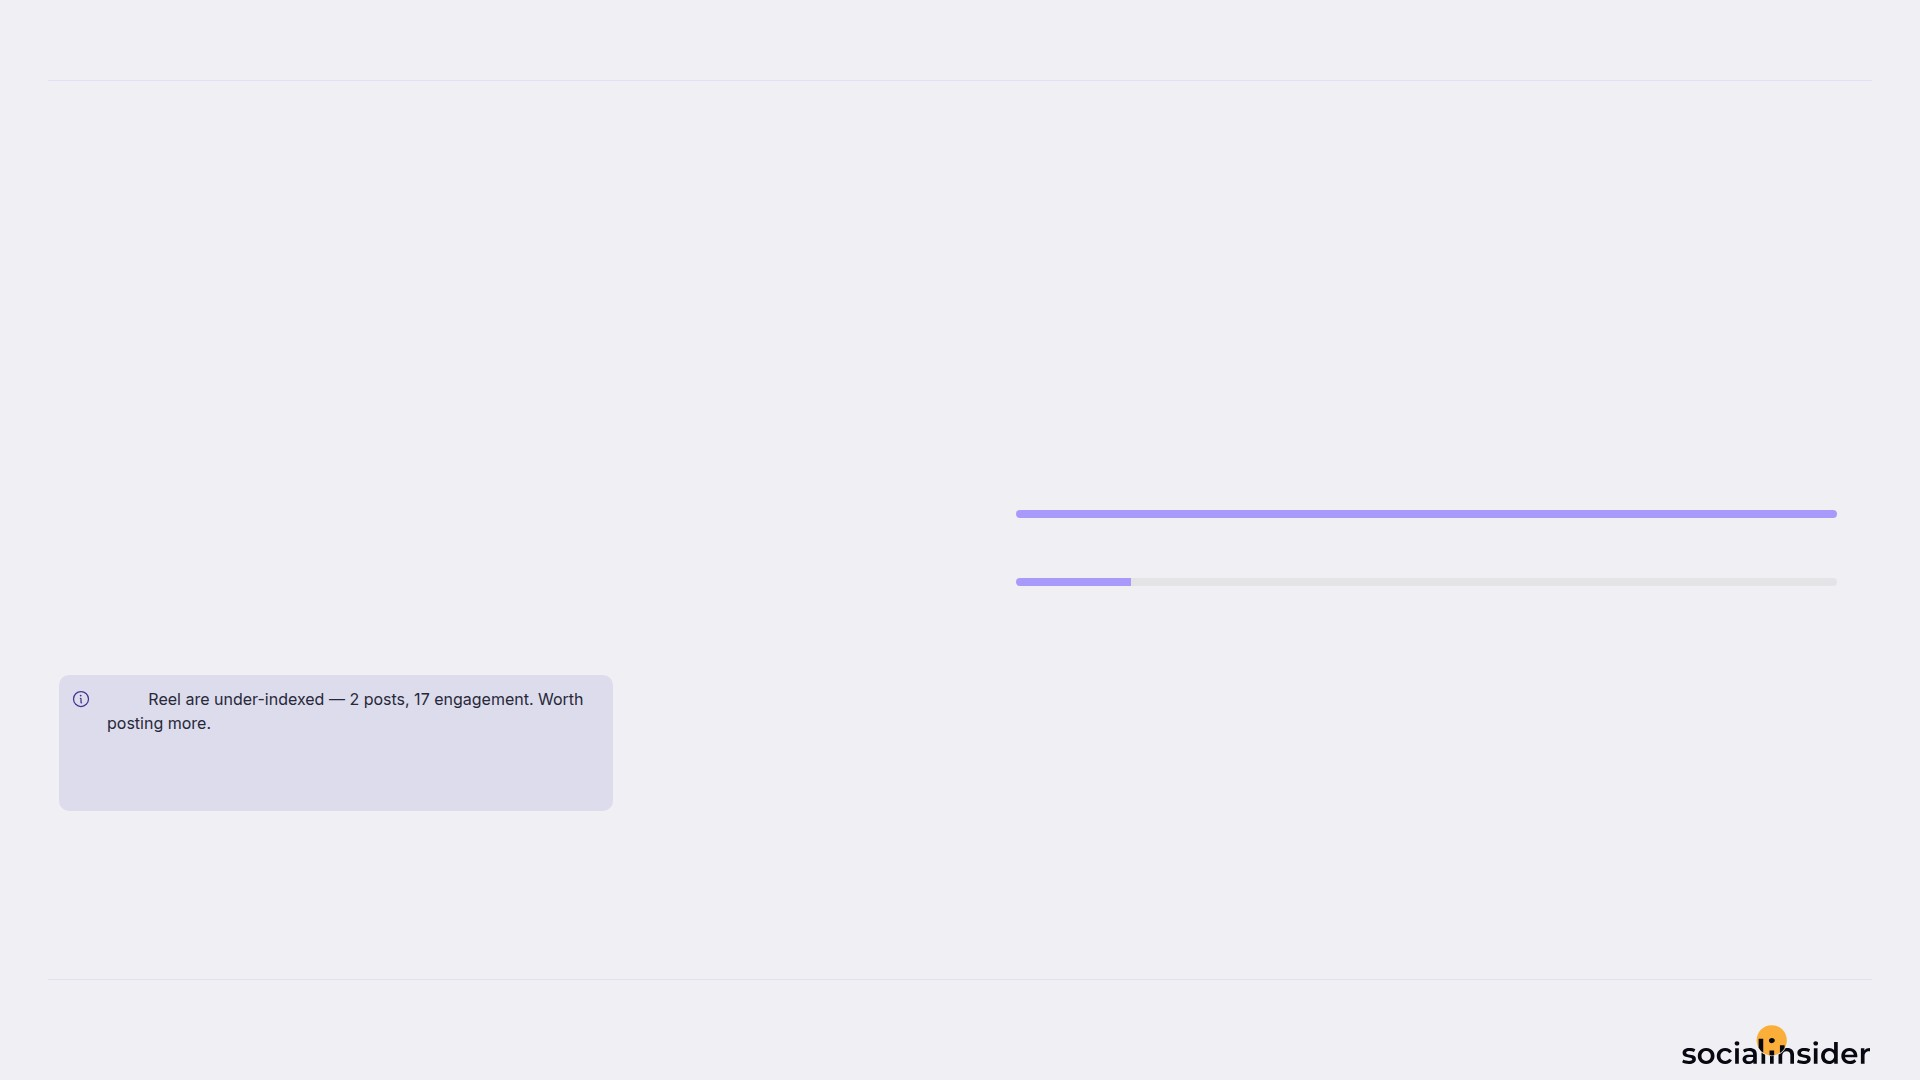 Reel are under-indexed — 2 posts, 17 engagement. Worth
posting more.
socialinsider